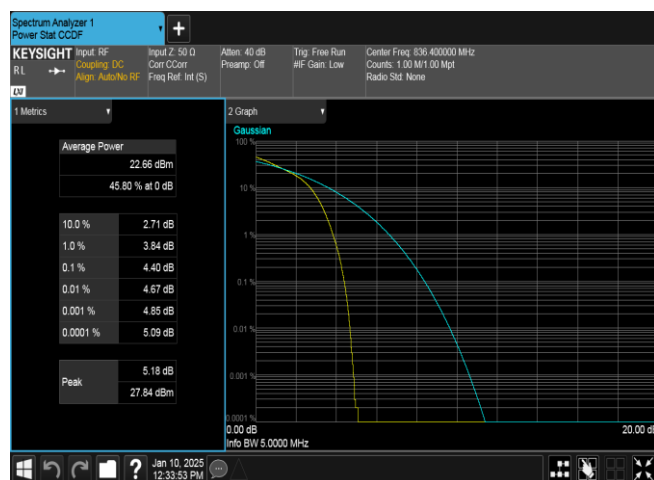 Spectrum Analyzer 1
Power Stat CCDF
+
KEYSIGHT Input: RF Input Z: 50 Ω Atten: 40 dB Trig: Free Run Center Freq: 836.400000 MHz
RL Coupling: DC Corr CCorr Preamp: Off #IF Gain: Low Counts: 1.00 M/1.00 Mpt
Align: Auto/No RF Freq Ref: Int (S) Radio Std: None
LXI
1 Metrics
Average Power
22.66 dBm
45.80 % at 0 dB
10.0 % 2.71 dB
1.0 % 3.84 dB
0.1 % 4.40 dB
0.01 % 4.67 dB
0.001 % 4.85 dB
0.0001 % 5.09 dB
Peak 5.18 dB
27.84 dBm
2 Graph
Gaussian
100 %
10 %
1 %
0.1 %
0.01 %
0.001 %
0.0001 %
0.00 dB 20.00 dB
Info BW 5.0000 MHz
? Jan 10, 2025
12:33:53 PM